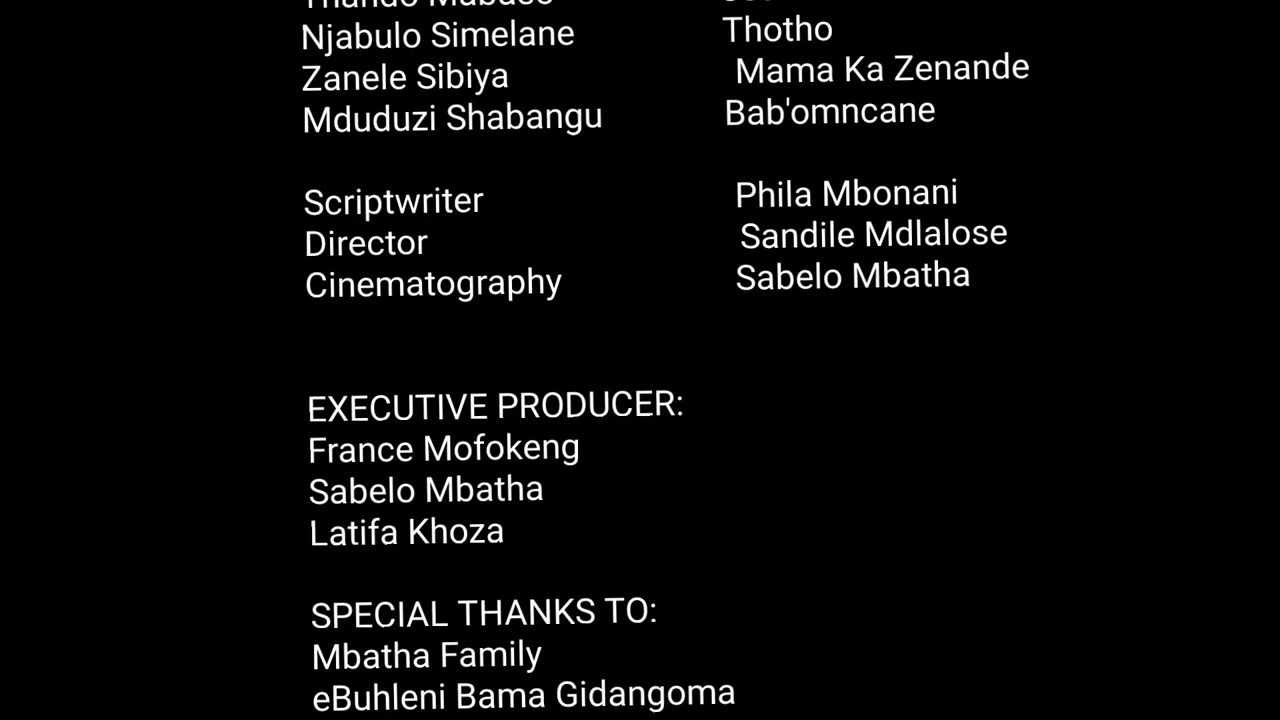 Njabulo Simelane Thotho
Zanele Sibiya Mama Ka Zenande
Mduduzi Shabangu Bab'omncane
Scriptwriter Phila Mbonani
Director Sandile Mdlalose
Cinematography Sabelo Mbatha
EXECUTIVE PRODUCER:
France Mofokeng
Sabelo Mbatha
Latifa Khoza
SPECIAL THANKS TO:
Mbatha Family
eBuhleni Bama Gidangoma